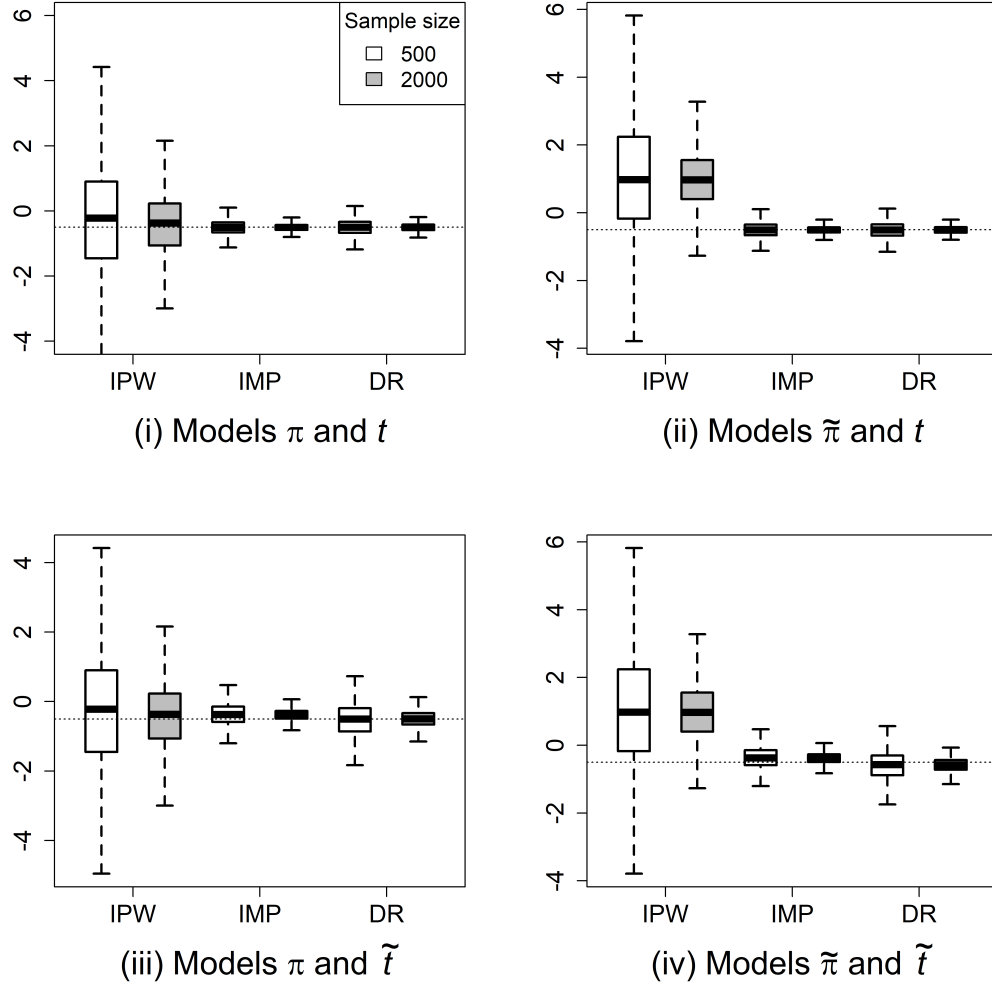 6
4
2
0
-2
-4
Sample size
500
2000
IPW IMP DR
(i) Models π and t
6
4
2
0
-2
-4
IPW IMP DR
(ii) Models π̃ and t
4
2
0
-2
-4
IPW IMP DR
(iii) Models π and t̃
6
4
2
0
-2
-4
IPW IMP DR
(iv) Models π̃ and t̃